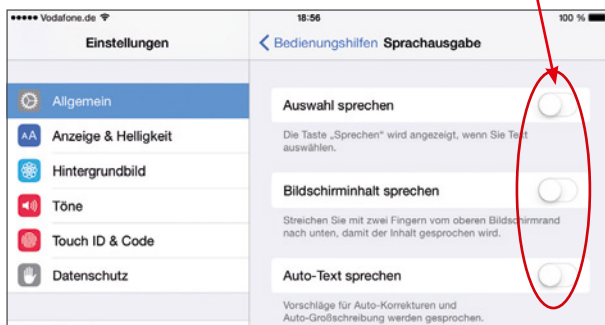 Vodafone.de 18:56 100 %
Einstellungen
Bedienungshilfen Sprachausgabe
Allgemein
AA Anzeige & Helligkeit
Hintergrundbild
Töne
Touch ID & Code
Datenschutz
Auswahl sprechen
Die Taste „Sprechen“ wird angezeigt, wenn Sie Text
auswählen.
Bildschirminhalt sprechen
Streichen Sie mit zwei Fingern vom oberen Bildschirmrand
nach unten, damit der Inhalt gesprochen wird.
Auto-Text sprechen
Vorschläge für Auto-Korrekturen und
Auto-Großschreibung werden gesprochen.